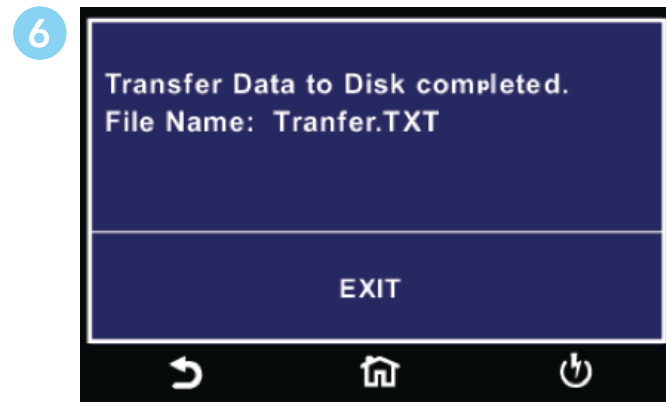 6
Transfer Data to Disk completed.
File Name: Tranfer.TXT
EXIT